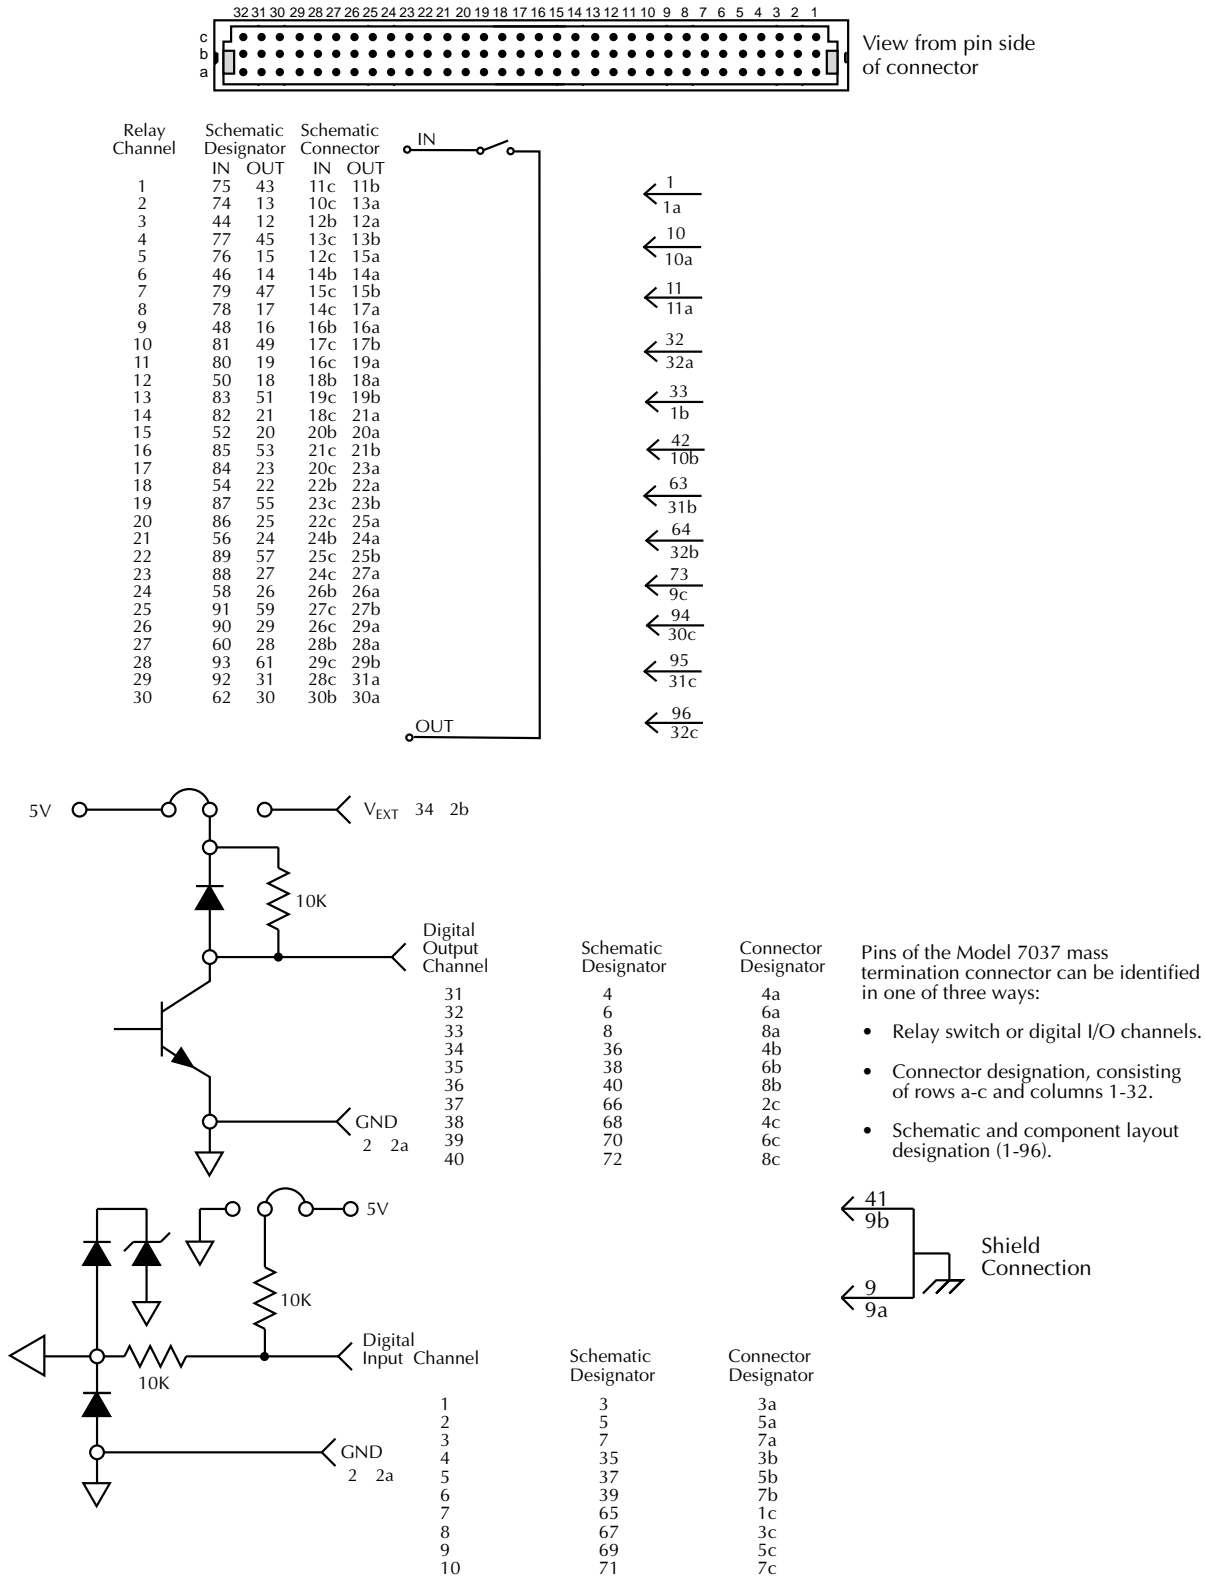 32 31 30 29 28 27 26 25 24 23 22 21 20 19 18 17 16 15 14 13 12 11 10 9 8 7 6 5 4 3 2 1
c
b
a
View from pin side
of connector
Relay Channel Schematic Designator Schematic Connector
IN OUT IN OUT
1 75 43 11c 11b
2 74 13 10c 13a
3 44 12 12b 12a
4 77 45 13c 13b
5 76 15 12c 15a
6 46 14 14b 14a
7 79 47 15c 15b
8 78 17 14c 17a
9 48 16 16b 16a
10 81 49 17c 17b
11 80 19 16c 19a
12 50 18 18b 18a
13 83 51 19c 19b
14 82 21 18c 21a
15 52 20 20b 20a
16 85 53 21c 21b
17 84 23 20c 23a
18 54 22 22b 22a
19 87 55 23c 23b
20 86 25 22c 25a
21 56 24 24b 24a
22 89 57 25c 25b
23 88 27 24c 27a
24 58 26 26b 26a
25 91 59 27c 27b
26 90 29 26c 29a
27 60 28 28b 28a
28 93 61 29c 29b
29 92 31 28c 31a
30 62 30 30b 30a
IN
OUT
1
1a
10
10a
11
11a
32
32a
33
1b
42
10b
63
31b
64
32b
73
9c
94
30c
95
31c
96
32c
5V
VEXT 34 2b
10K
GND
2 2a
Digital Output Channel Schematic Designator Connector Designator
31 4 4a
32 6 6a
33 8 8a
34 36 4b
35 38 6b
36 40 8b
37 66 2c
38 68 4c
39 70 6c
40 72 8c
Pins of the Model 7037 mass
termination connector can be identified
in one of three ways:
• Relay switch or digital I/O channels.
• Connector designation, consisting
of rows a-c and columns 1-32.
• Schematic and component layout
designation (1-96).
41
9b
9
9a
Shield
Connection
5V
10K
10K
GND
2 2a
Digital Input Channel Schematic Designator Connector Designator
1 3 3a
2 5 5a
3 7 7a
4 35 3b
5 37 5b
6 39 7b
7 65 1c
8 67 3c
9 69 5c
10 71 7c